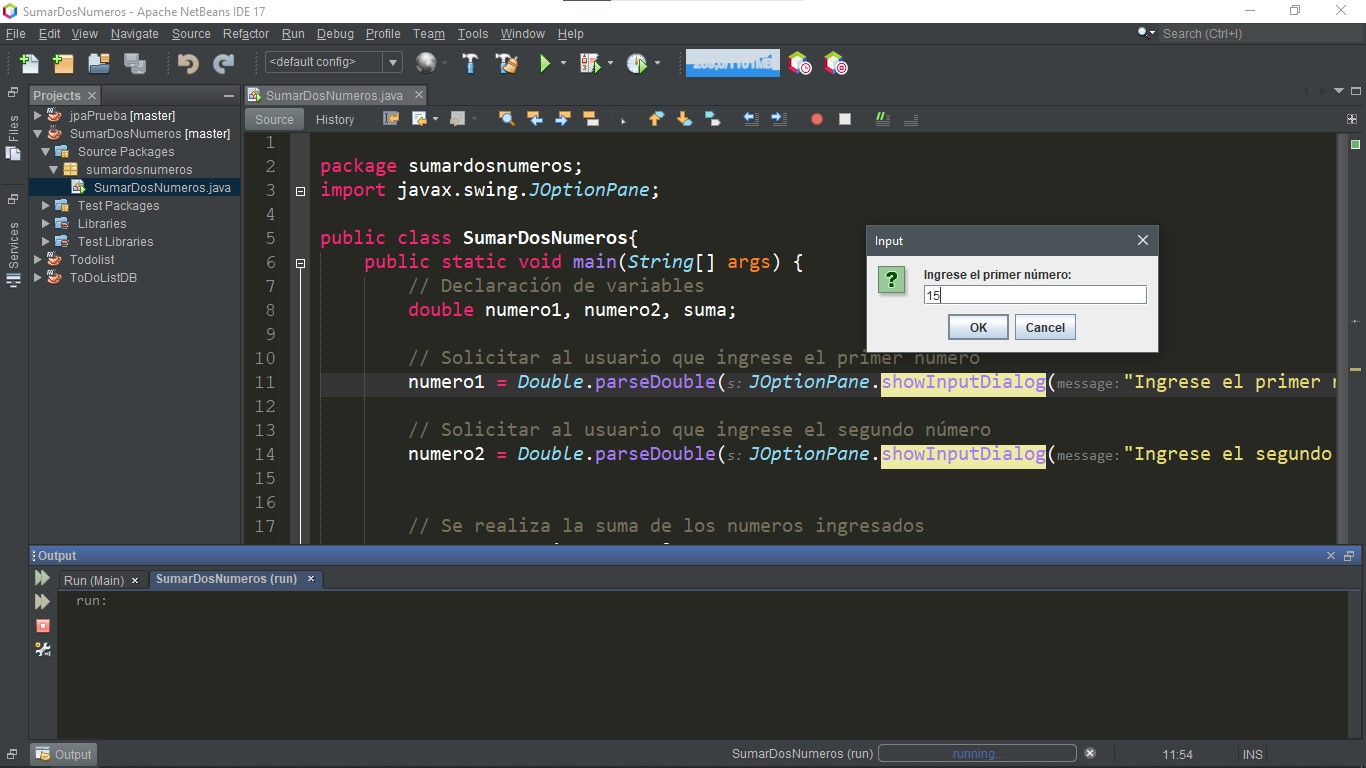 SumarDosNumeros - Apache NetBeans IDE 17
File Edit View Navigate Source Refactor Run Debug Profile Team Tools Window Help
Search (Ctrl+I)
<default config>
Projects
SumarDosNumeros.java
Files
Services
jpaPrueba [master]
SumarDosNumeros [master]
Source Packages
sumardosnumeros
SumarDosNumeros.java
Test Packages
Libraries
Test Libraries
Todolist
ToDoListDB
Source History
1
2 package sumardosnumeros;
3 import javax.swing.JOptionPane;
4
5 public class SumarDosNumeros{
6 public static void main(String[] args) {
7 // Declaración de variables
8 double numero1, numero2, suma;
9
10 // Solicitar al usuario que ingrese el primer número
11 numero1 = Double.parseDouble(s: JOptionPane.showInputDialog(message: "Ingrese el primer
12
13 // Solicitar al usuario que ingrese el segundo número
14 numero2 = Double.parseDouble(s: JOptionPane.showInputDialog(message: "Ingrese el segundo
15
16
17 // Se realiza la suma de los numeros ingresados
Input
Ingrese el primer número:
15
OK Cancel
Output
Run (Main) SumarDosNumeros (run)
run:
Output
SumarDosNumeros (run) running... 11:54 INS